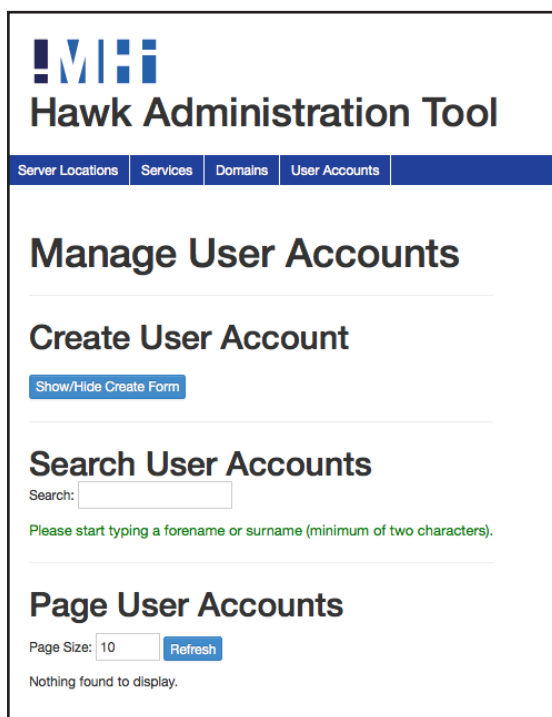 !MHi
Hawk Administration Tool
Server Locations Services Domains User Accounts
Manage User Accounts
Create User Account
Show/Hide Create Form
Search User Accounts
Search:
Please start typing a forename or surname (minimum of two characters).
Page User Accounts
Page Size: 10 Refresh
Nothing found to display.